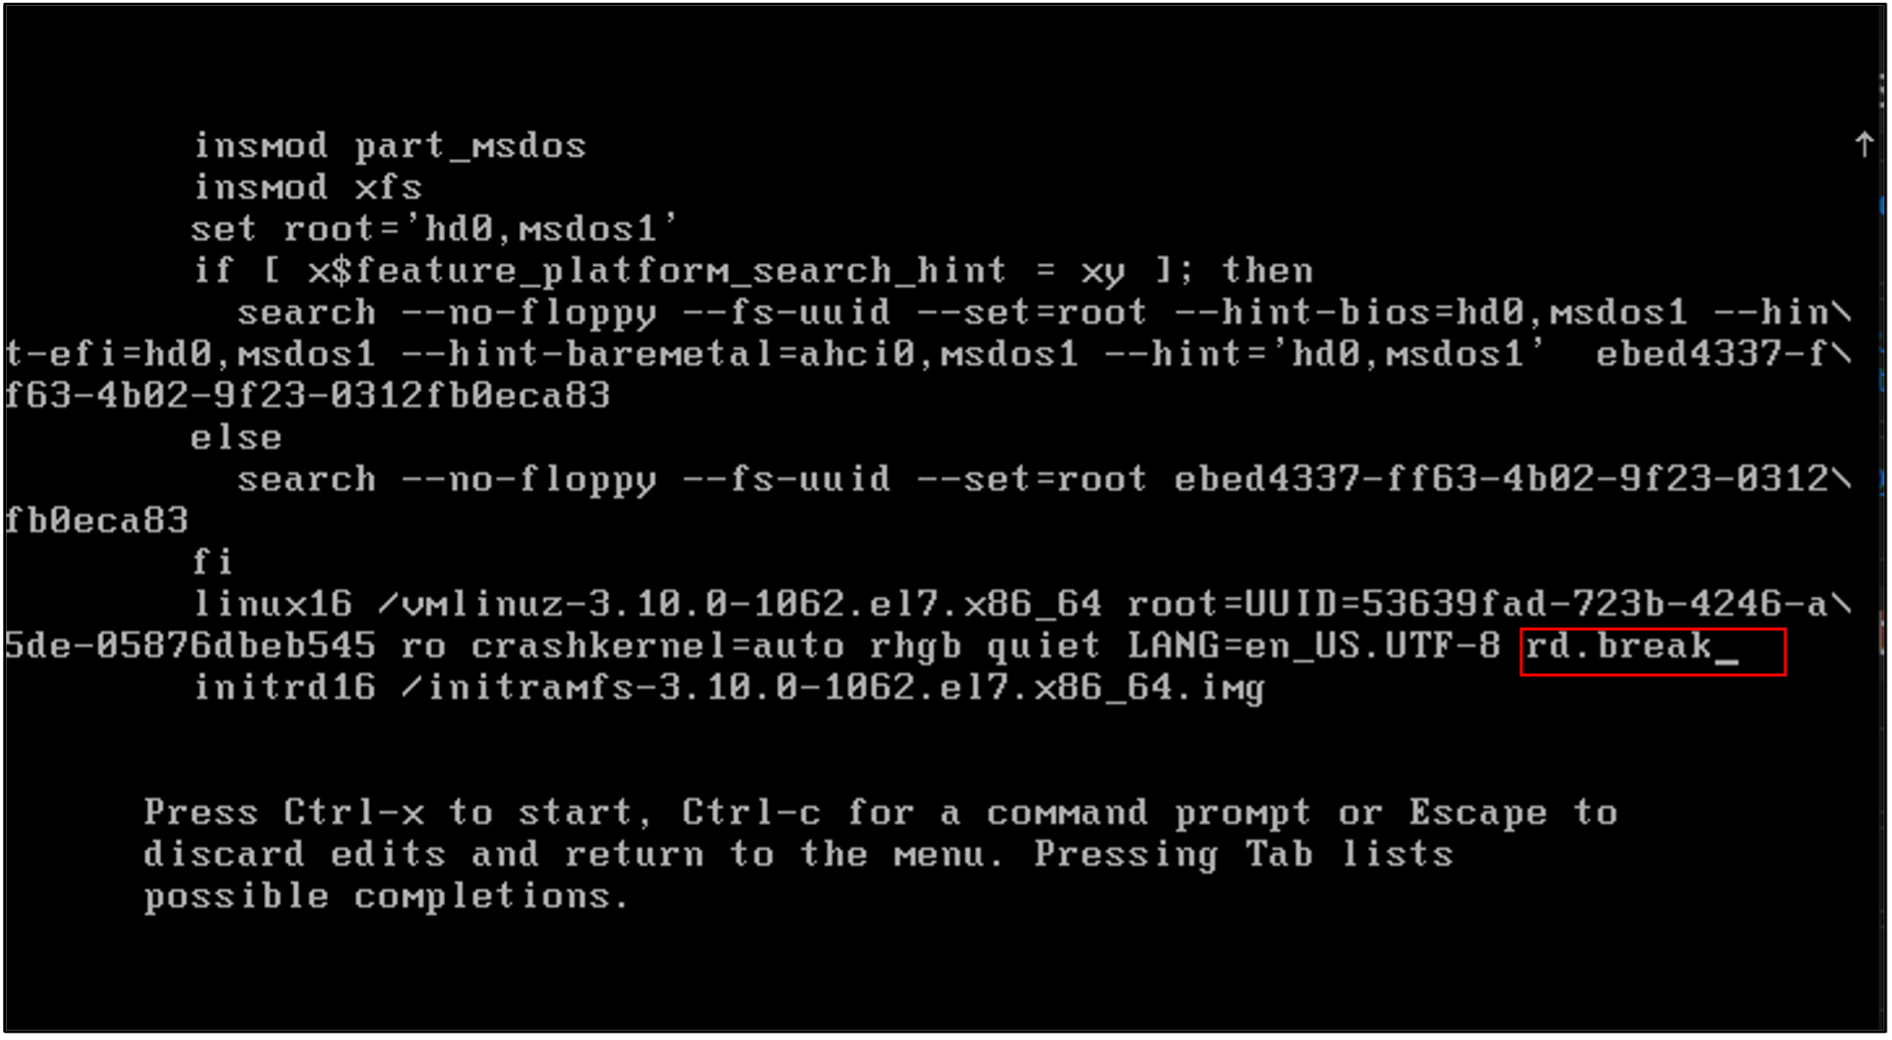 insmod part_msdos
insmod xfs
set root='hd0,msdos1'
if [ x$feature_platform_search_hint = xy ]; then
search --no-floppy --fs-uuid --set=root --hint-bios=hd0,msdos1 --hin\
t-efi=hd0,msdos1 --hint-baremetal=ahci0,msdos1 --hint='hd0,msdos1'  ebed4337-f\
f63-4b02-9f23-0312fb0eca83
else
search --no-floppy --fs-uuid --set=root ebed4337-ff63-4b02-9f23-0312\
fb0eca83
fi
linux16 /vmlinuz-3.10.0-1062.el7.x86_64 root=UUID=53639fad-723b-4246-a\
5de-05876dbeb545 ro crashkernel=auto rhgb quiet LANG=en_US.UTF-8 rd.break_
initrd16 /initramfs-3.10.0-1062.el7.x86_64.img
Press Ctrl-x to start, Ctrl-c for a command prompt or Escape to
discard edits and return to the menu. Pressing Tab lists
possible completions.